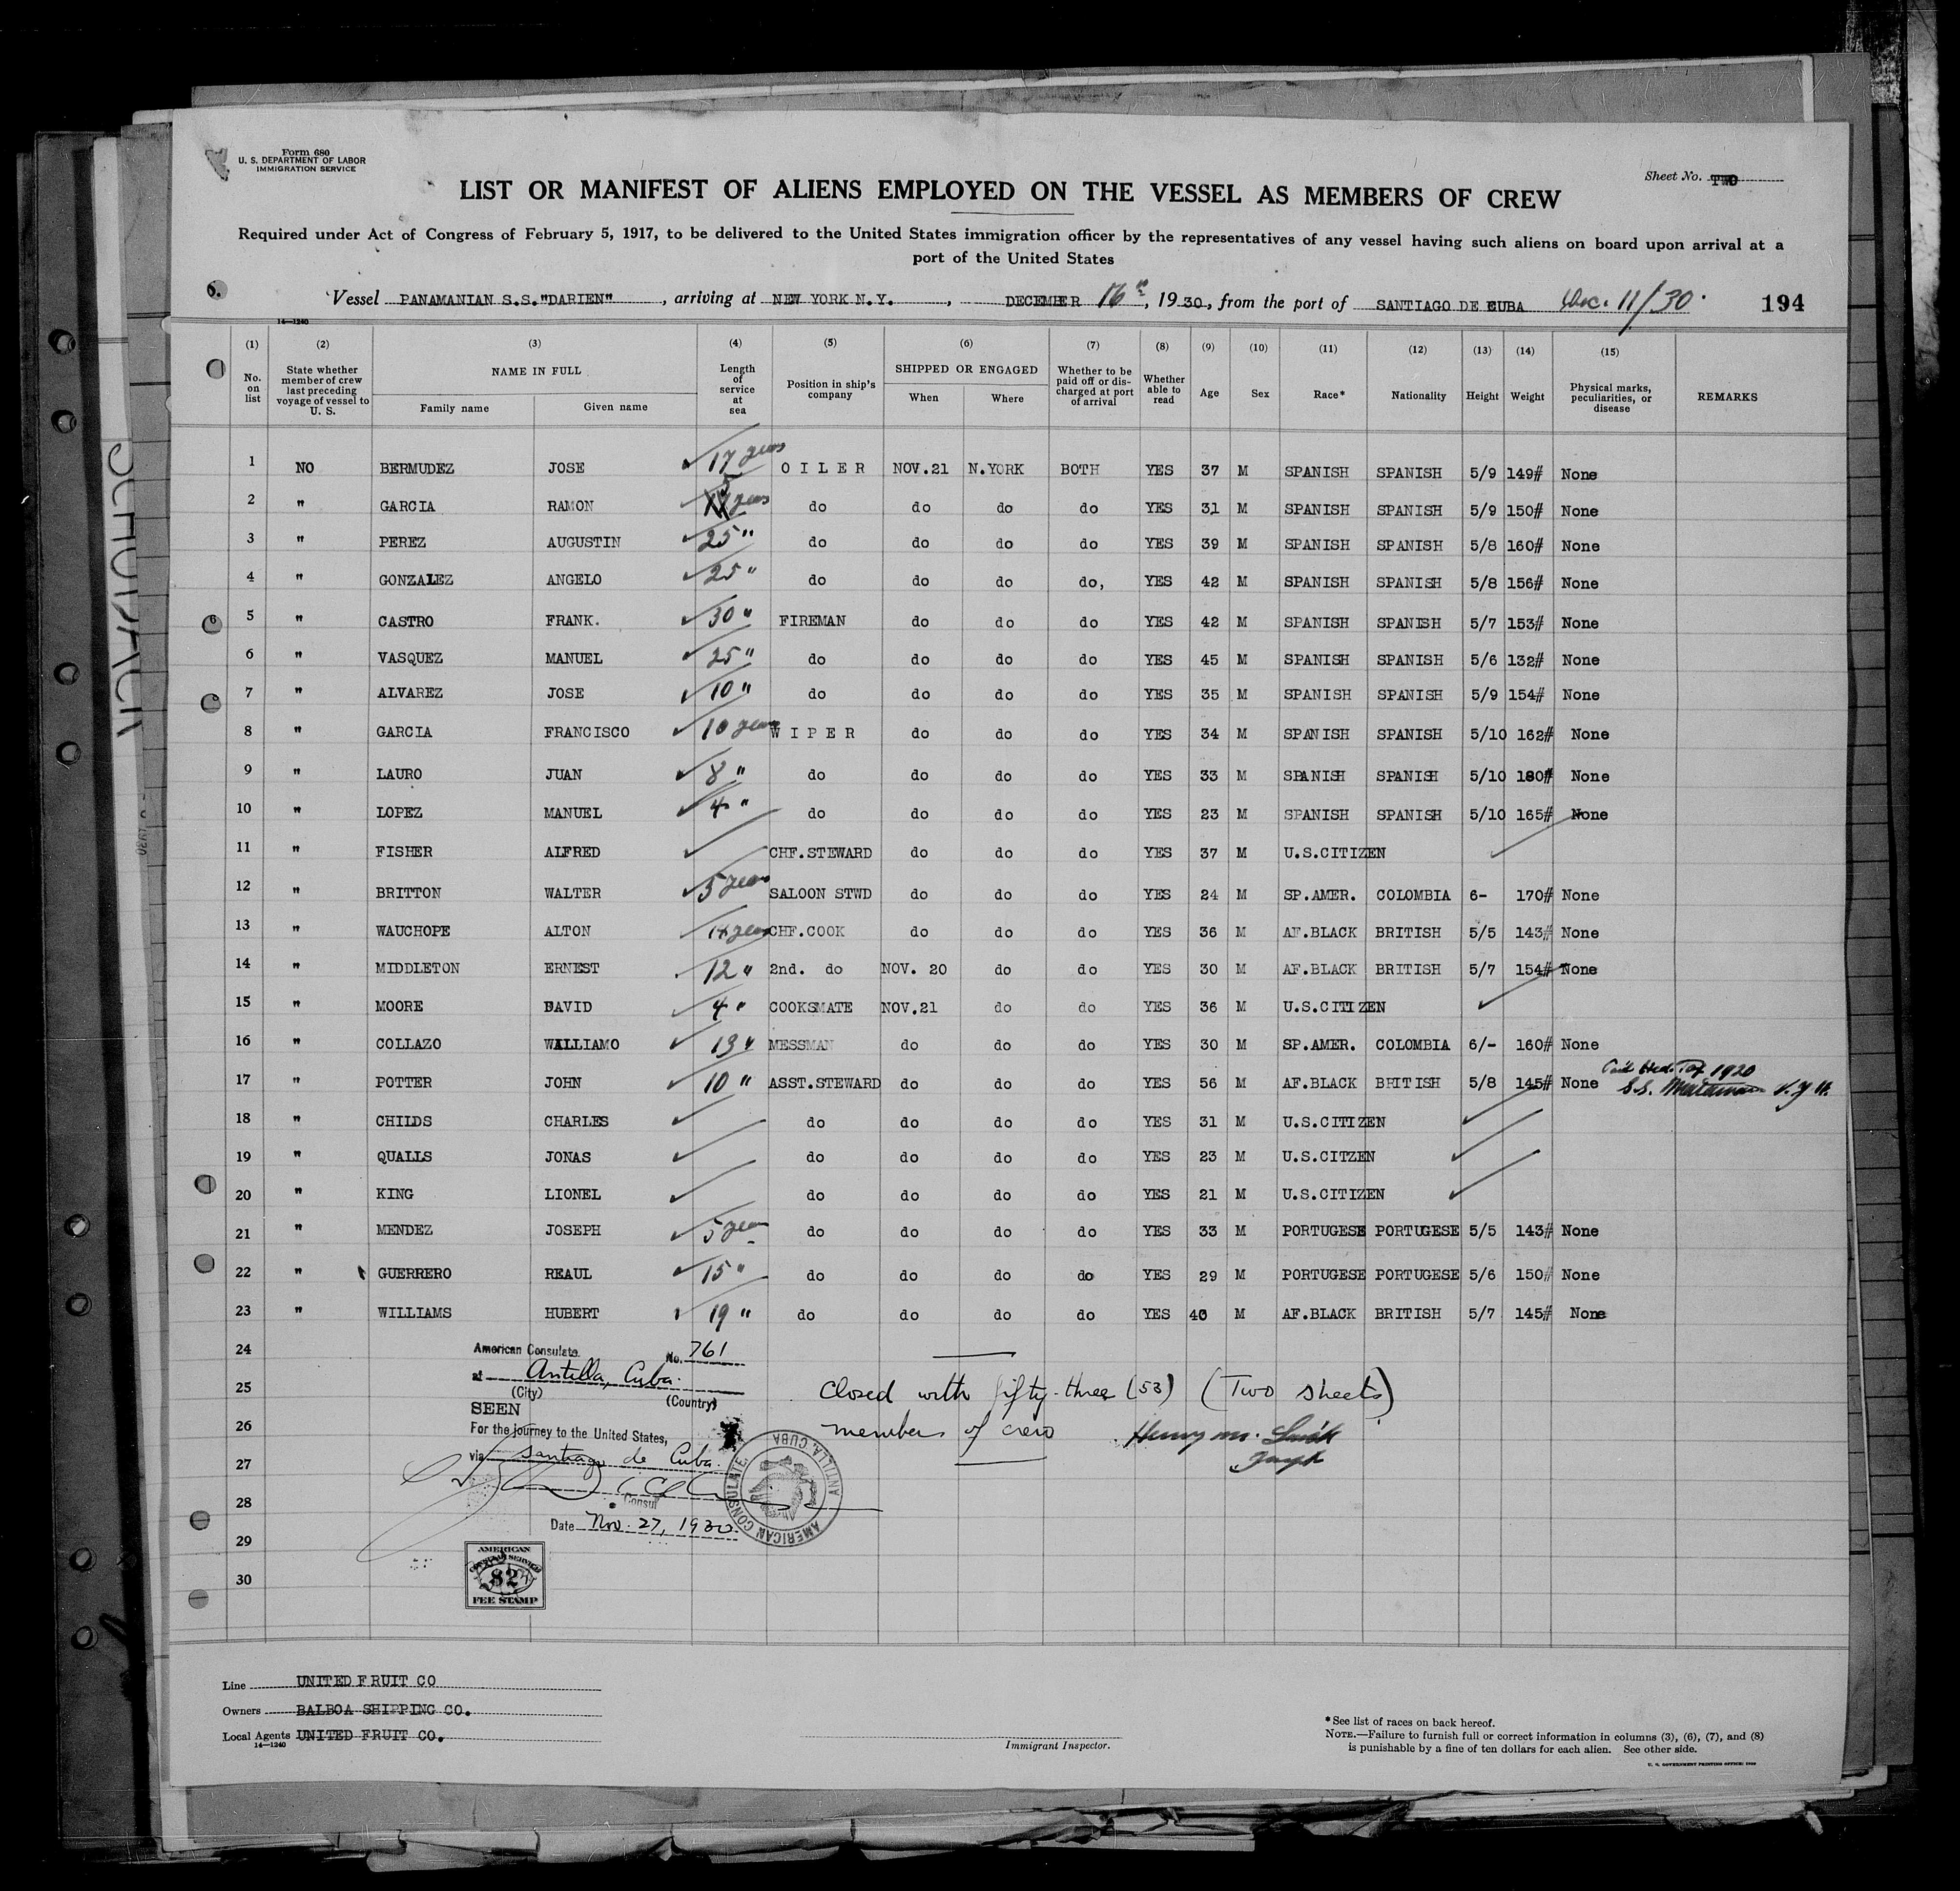 Form 680
U. S. DEPARTMENT OF LABOR
IMMIGRATION SERVICE
Sheet No. TWO
LIST OR MANIFEST OF ALIENS EMPLOYED ON THE VESSEL AS MEMBERS OF CREW
Required under Act of Congress of February 5, 1917, to be delivered to the United States immigration officer by the representatives of any vessel having such aliens on board upon arrival at a
port of the United States
Vessel PANAMANIAN S.S."DARIEN", arriving at NEW YORK N.Y., DECEMBER 16th, 1930, from the port of SANTIAGO DE CUBA Dec. 11/30. 194
14—1240
(1) (2) (3) (4) (5) (6) (7) (8) (9) (10) (11) (12) (13) (14) (15)
No. on list State whether member of crew last preceding voyage of vessel to U. S. NAME IN FULL Family name Given name Length of service at sea Position in ship's company SHIPPED OR ENGAGED When Where Whether to be paid off or discharged at port of arrival Whether able to read Age Sex Race* Nationality Height Weight Physical marks, peculiarities, or disease REMARKS
1 NO BERMUDEZ JOSE 17 years OILER NOV.21 N.YORK BOTH YES 37 M SPANISH SPANISH 5/9 149# None
2 " GARCIA RAMON 5 years do do do do YES 31 M SPANISH SPANISH 5/9 150# None
3 " PEREZ AUGUSTIN 25 " do do do do YES 39 M SPANISH SPANISH 5/8 160# None
4 " GONZALEZ ANGELO 25 " do do do do, YES 42 M SPANISH SPANISH 5/8 156# None
5 " CASTRO FRANK. 30 " FIREMAN do do do YES 42 M SPANISH SPANISH 5/7 153# None
6 " VASQUEZ MANUEL 25 " do do do do YES 45 M SPANISH SPANISH 5/6 132# None
7 " ALVAREZ JOSE 10 " do do do do YES 35 M SPANISH SPANISH 5/9 154# None
8 " GARCIA FRANCISCO 10 years WIPER do do do YES 34 M SPANISH SPANISH 5/10 162# None
9 " LAURO JUAN 8 " do do do do YES 33 M SPANISH SPANISH 5/10 180# None
10 " LOPEZ MANUEL 4 " do do do do YES 23 M SPANISH SPANISH 5/10 165# None
11 " FISHER ALFRED CHF.STEWARD do do do YES 37 M U.S.CITIZEN
12 " BRITTON WALTER 5 years SALOON STWD do do do YES 24 M SP.AMER. COLOMBIA 6- 170# None
13 " WAUCHOPE ALTON 14 years CHF.COOK do do do YES 36 M AF.BLACK BRITISH 5/5 143# None
14 " MIDDLETON ERNEST 12 " 2nd. do NOV. 20 do do YES 30 M AF.BLACK BRITISH 5/7 154# None
15 " MOORE DAVID 4 " COOKSMATE NOV.21 do do YES 36 M U.S.CITIZEN
16 " COLLAZO WALLIAMO 13 " MESSMAN do do do YES 30 M SP.AMER. COLOMBIA 6/- 160# None
17 " POTTER JOHN 10 " ASST.STEWARD do do do YES 56 M AF.BLACK BRITISH 5/8 145# None Paid Hd. Tax 1920 S.S. N.Y.
18 " CHILDS CHARLES do do do do YES 31 M U.S.CITIZEN
19 " QUALLS JONAS do do do do YES 23 M U.S.CITZEN
20 " KING LIONEL do do do do YES 21 M U.S.CITIZEN
21 " MENDEZ JOSEPH 5 years do do do do YES 33 M PORTUGESE PORTUGESE 5/5 143# None
22 " GUERRERO REAUL 15 " do do do do YES 29 M PORTUGESE PORTUGESE 5/6 150# None
23 " WILLIAMS HUBERT 19 " do do do do YES 40 M AF.BLACK BRITISH 5/7 145# None
24
25
26
27
28
29
30
American Consulate No. 761
at Antilla, Cuba.
(City) (Country)
SEEN
For the journey to the United States,
via Santiago de Cuba.
Consul
Date Nov. 27, 1930.
AMERICAN CONSULATE ANTILLA, CUBA
AMERICAN CONSULAR SERVICE
$2
FEE STAMP
Closed with fifty-three (53) (Two sheets)
members of crew
Henry M. Smith
Line UNITED FRUIT CO
Owners BALBOA SHIPPING CO.
Local Agents UNITED FRUIT CO.
14—1240
Immigrant Inspector.
*See list of races on back hereof.
NOTE.—Failure to furnish full or correct information in columns (3), (6), (7), and (8)
is punishable by a fine of ten dollars for each alien. See other side.